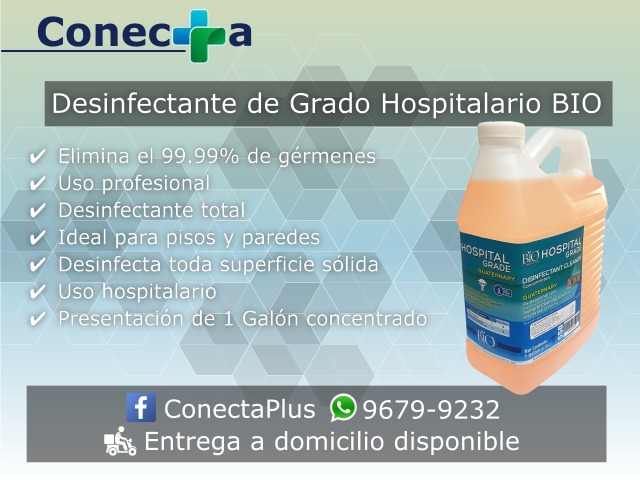 Conecta
Desinfectante de Grado Hospitalario BIO
✔ Elimina el 99.99% de gérmenes
✔ Uso profesional
✔ Desinfectante total
✔ Ideal para pisos y paredes
✔ Desinfecta toda superficie sólida
✔ Uso hospitalario
✔ Presentación de 1 Galón concentrado
HOSPITAL
GRADE
QUATERNARY
BIO HOSPITAL
GRADE
DISINFECTANT CLEANER
QUATERNARY
BIO
ConectaPlus 9679-9232
Entrega a domicilio disponible